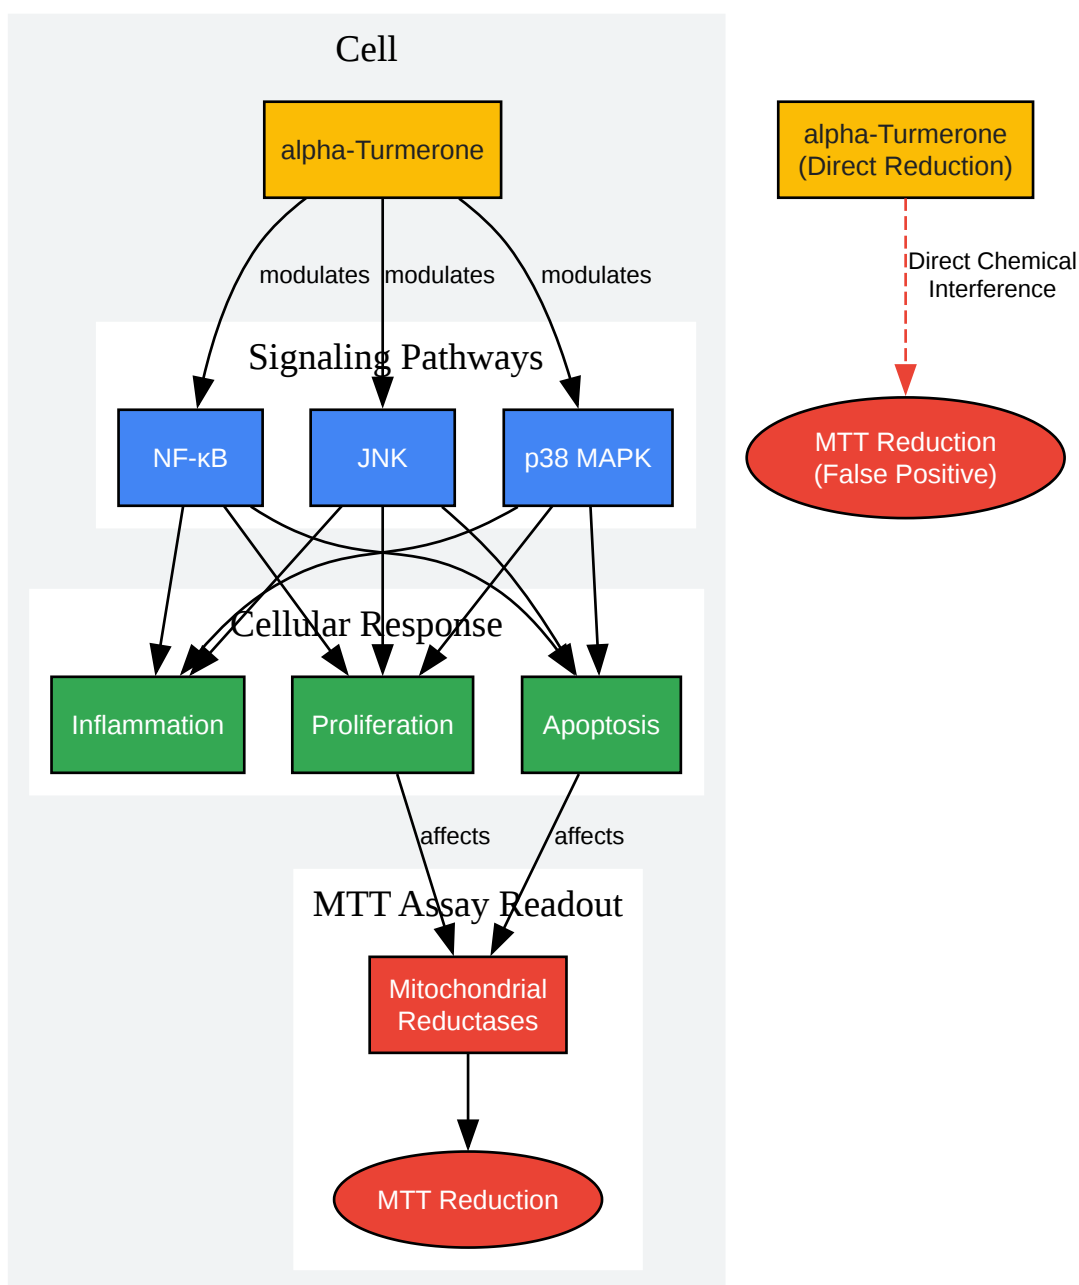 Cell
alpha-Turmerone
alpha-Turmerone
(Direct Reduction)
modulates
modulates
modulates
Direct Chemical
Interference
Signaling Pathways
NF-κB
JNK
p38 MAPK
MTT Reduction
(False Positive)
Cellular Response
Inflammation
Proliferation
Apoptosis
affects
affects
MTT Assay Readout
Mitochondrial
Reductases
MTT Reduction